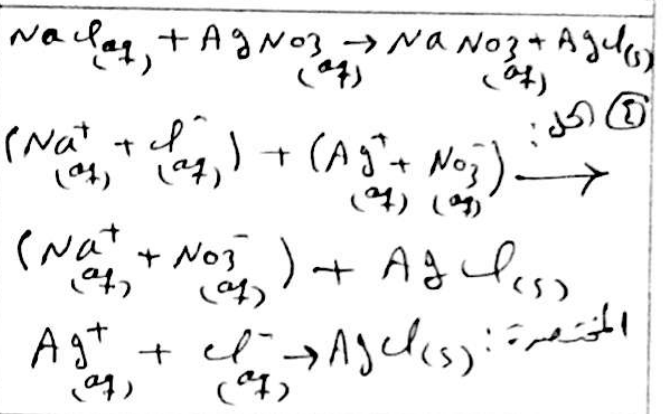 NaCl(aq) + AgNO3(aq) → NaNO3(aq) + AgCl(s)
② الحل:
(Na⁺(aq) + Cl⁻(aq)) + (Ag⁺(aq) + NO3⁻(aq)) →
(Na⁺(aq) + NO3⁻(aq)) + AgCl(s)
المختصرة: Ag⁺(aq) + Cl⁻(aq) → AgCl(s)